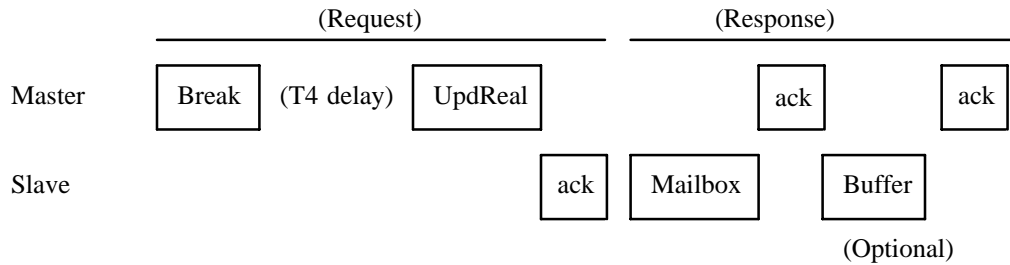 (Request) (Response)
Master Break (T4 delay) UpdReal ack ack
Slave ack Mailbox Buffer
(Optional)